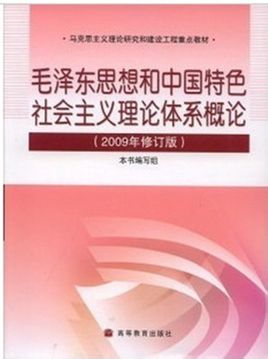 马克思主义理论研究和建设工程重点教材
毛泽东思想和中国特色
社会主义理论体系概论
(2009年修订版)
本书编写组
高等教育出版社